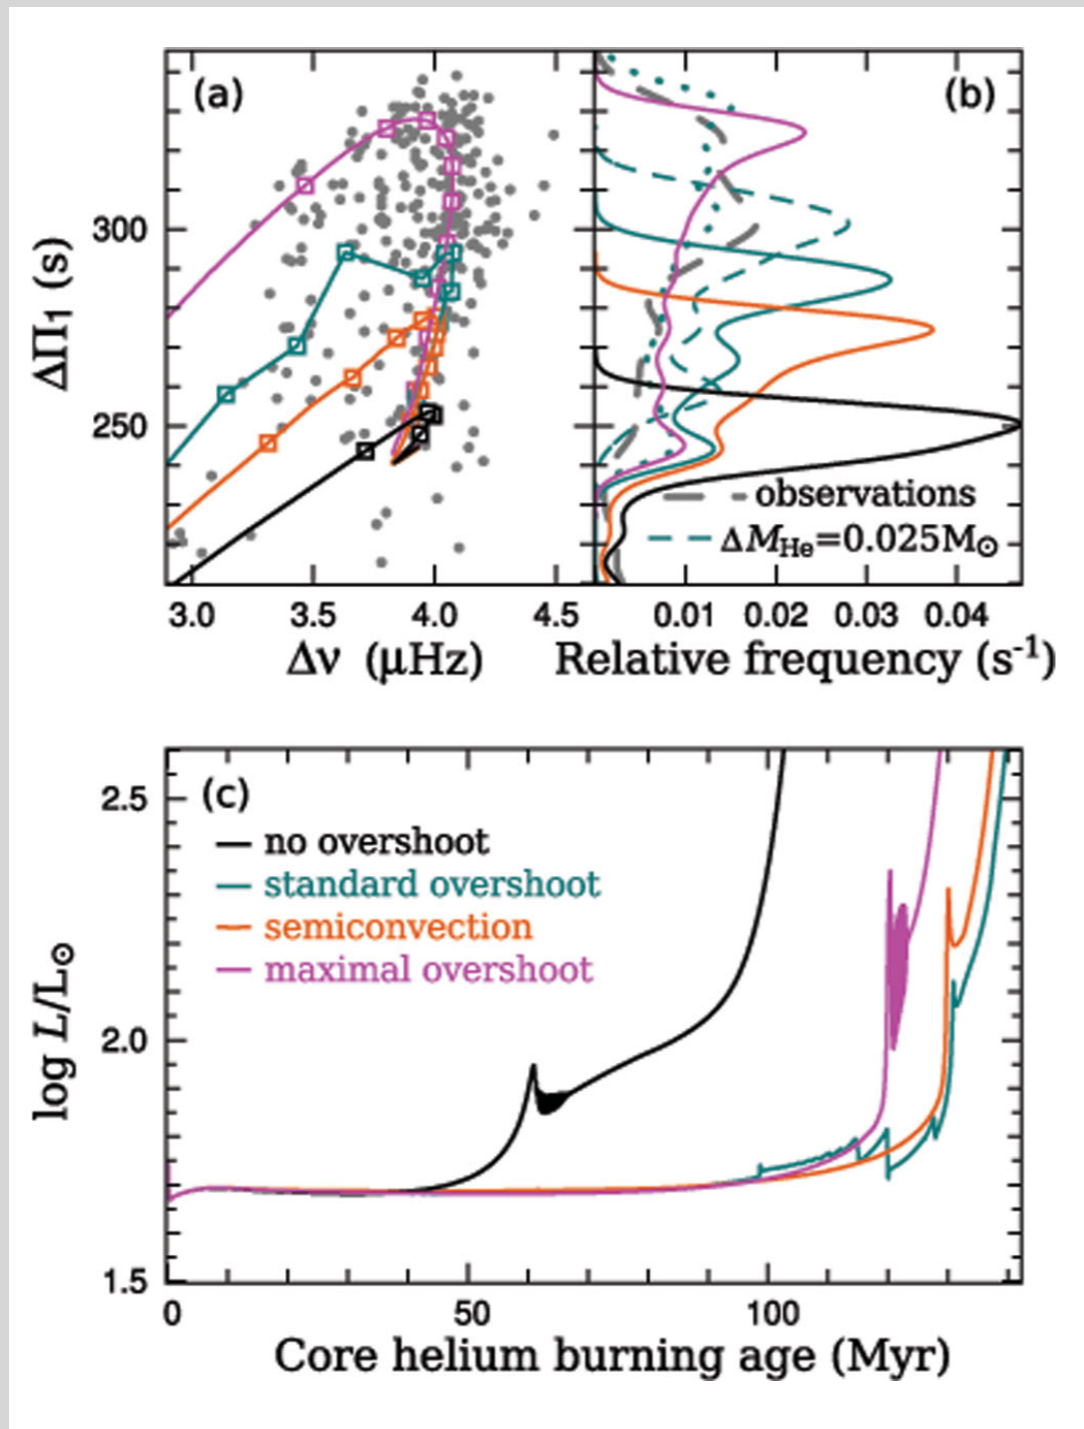 (a)
(b)
ΔΠ1 (s)
300
250
observations
ΔMHe=0.025M⊙
3.0 3.5 4.0 4.5
0.01 0.02 0.03 0.04
Δν (μHz)
Relative frequency (s-1)
(c)
2.5
no overshoot
standard overshoot
semiconvection
maximal overshoot
log L/L⊙
2.0
1.5
0 50 100
Core helium burning age (Myr)